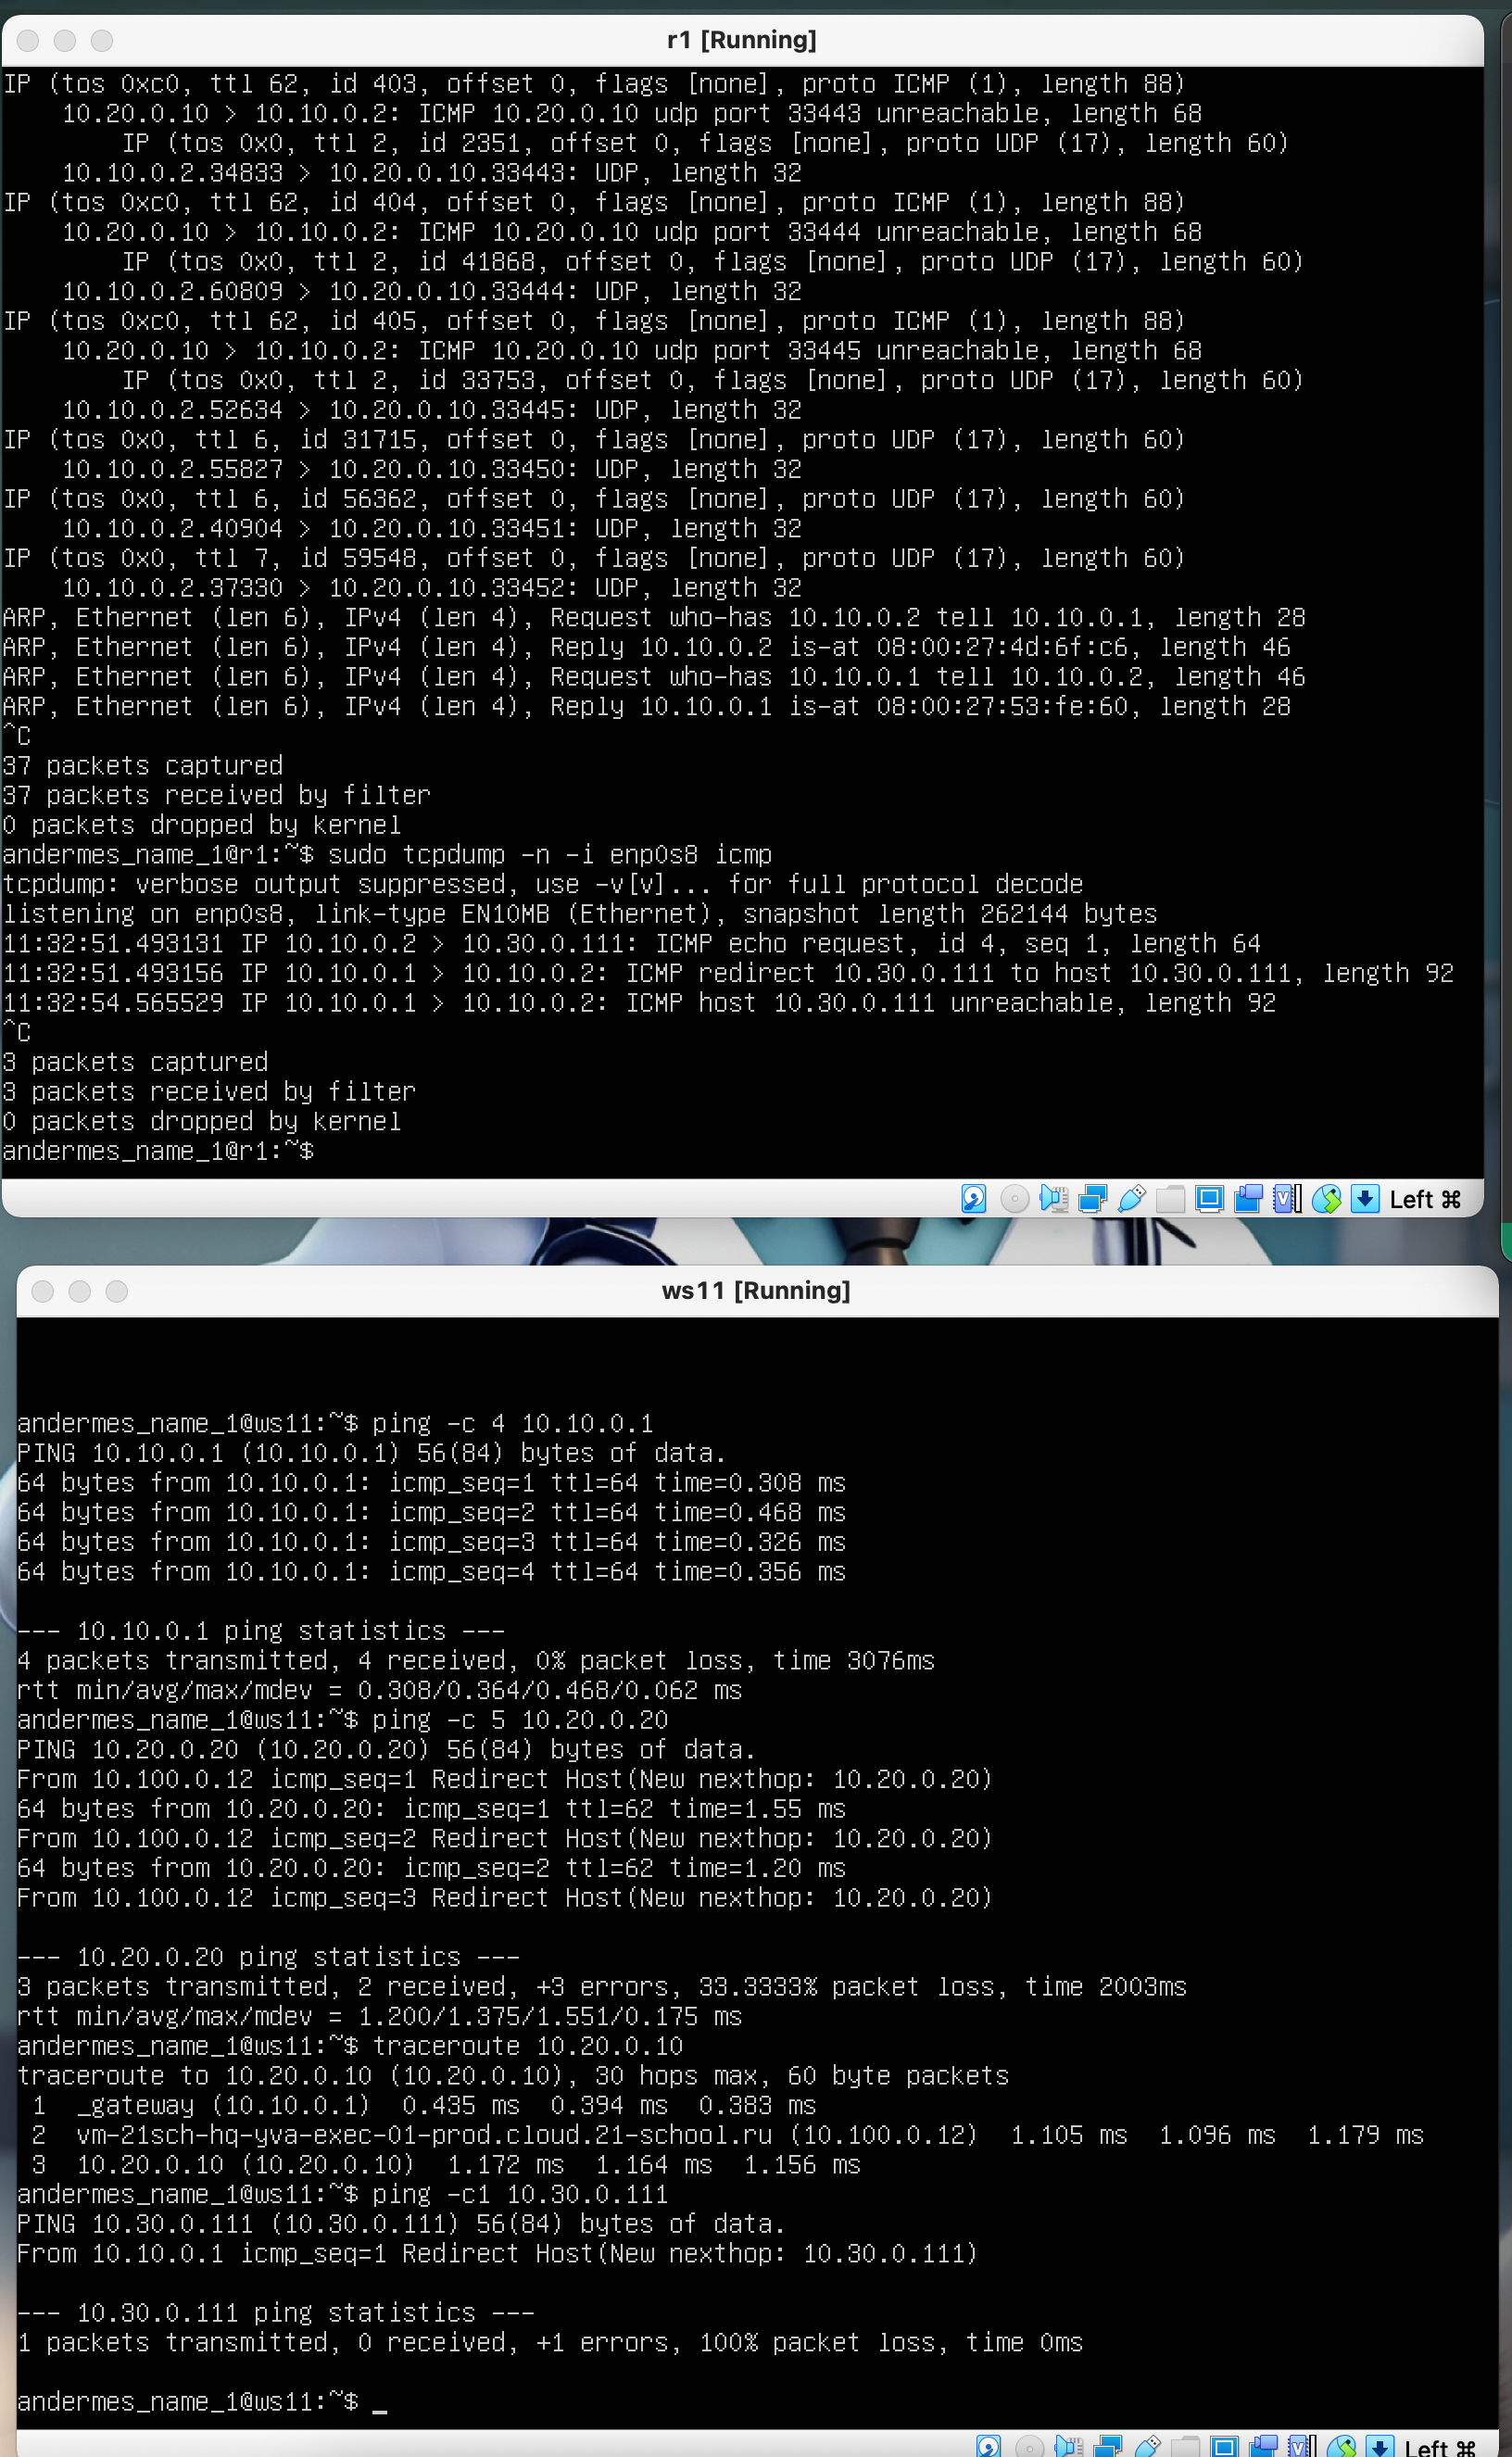 r1 [Running]
IP (tos 0xc0, ttl 62, id 403, offset 0, flags [none], proto ICMP (1), length 88)
    10.20.0.10 > 10.10.0.2: ICMP 10.20.0.10 udp port 33443 unreachable, length 68
        IP (tos 0x0, ttl 2, id 2351, offset 0, flags [none], proto UDP (17), length 60)
    10.10.0.2.34833 > 10.20.0.10.33443: UDP, length 32
IP (tos 0xc0, ttl 62, id 404, offset 0, flags [none], proto ICMP (1), length 88)
    10.20.0.10 > 10.10.0.2: ICMP 10.20.0.10 udp port 33444 unreachable, length 68
        IP (tos 0x0, ttl 2, id 41868, offset 0, flags [none], proto UDP (17), length 60)
    10.10.0.2.60809 > 10.20.0.10.33444: UDP, length 32
IP (tos 0xc0, ttl 62, id 405, offset 0, flags [none], proto ICMP (1), length 88)
    10.20.0.10 > 10.10.0.2: ICMP 10.20.0.10 udp port 33445 unreachable, length 68
        IP (tos 0x0, ttl 2, id 33753, offset 0, flags [none], proto UDP (17), length 60)
    10.10.0.2.52634 > 10.20.0.10.33445: UDP, length 32
IP (tos 0x0, ttl 6, id 31715, offset 0, flags [none], proto UDP (17), length 60)
    10.10.0.2.55827 > 10.20.0.10.33450: UDP, length 32
IP (tos 0x0, ttl 6, id 56362, offset 0, flags [none], proto UDP (17), length 60)
    10.10.0.2.40904 > 10.20.0.10.33451: UDP, length 32
IP (tos 0x0, ttl 7, id 59548, offset 0, flags [none], proto UDP (17), length 60)
    10.10.0.2.37330 > 10.20.0.10.33452: UDP, length 32
ARP, Ethernet (len 6), IPv4 (len 4), Request who-has 10.10.0.2 tell 10.10.0.1, length 28
ARP, Ethernet (len 6), IPv4 (len 4), Reply 10.10.0.2 is-at 08:00:27:4d:6f:c6, length 46
ARP, Ethernet (len 6), IPv4 (len 4), Request who-has 10.10.0.1 tell 10.10.0.2, length 46
ARP, Ethernet (len 6), IPv4 (len 4), Reply 10.10.0.1 is-at 08:00:27:53:fe:60, length 28
^C
37 packets captured
37 packets received by filter
0 packets dropped by kernel
andermes_name_1@r1:~$ sudo tcpdump -n -i enp0s8 icmp
tcpdump: verbose output suppressed, use -v[v]... for full protocol decode
listening on enp0s8, link-type EN10MB (Ethernet), snapshot length 262144 bytes
11:32:51.493131 IP 10.10.0.2 > 10.30.0.111: ICMP echo request, id 4, seq 1, length 64
11:32:51.493156 IP 10.10.0.1 > 10.10.0.2: ICMP redirect 10.30.0.111 to host 10.30.0.111, length 92
11:32:54.565529 IP 10.10.0.1 > 10.10.0.2: ICMP host 10.30.0.111 unreachable, length 92
^C
3 packets captured
3 packets received by filter
0 packets dropped by kernel
andermes_name_1@r1:~$
Left ⌘
ws11 [Running]
andermes_name_1@ws11:~$ ping -c 4 10.10.0.1
PING 10.10.0.1 (10.10.0.1) 56(84) bytes of data.
64 bytes from 10.10.0.1: icmp_seq=1 ttl=64 time=0.308 ms
64 bytes from 10.10.0.1: icmp_seq=2 ttl=64 time=0.468 ms
64 bytes from 10.10.0.1: icmp_seq=3 ttl=64 time=0.326 ms
64 bytes from 10.10.0.1: icmp_seq=4 ttl=64 time=0.356 ms

--- 10.10.0.1 ping statistics ---
4 packets transmitted, 4 received, 0% packet loss, time 3076ms
rtt min/avg/max/mdev = 0.308/0.364/0.468/0.062 ms
andermes_name_1@ws11:~$ ping -c 5 10.20.0.20
PING 10.20.0.20 (10.20.0.20) 56(84) bytes of data.
From 10.100.0.12 icmp_seq=1 Redirect Host(New nexthop: 10.20.0.20)
64 bytes from 10.20.0.20: icmp_seq=1 ttl=62 time=1.55 ms
From 10.100.0.12 icmp_seq=2 Redirect Host(New nexthop: 10.20.0.20)
64 bytes from 10.20.0.20: icmp_seq=2 ttl=62 time=1.20 ms
From 10.100.0.12 icmp_seq=3 Redirect Host(New nexthop: 10.20.0.20)

--- 10.20.0.20 ping statistics ---
3 packets transmitted, 2 received, +3 errors, 33.3333% packet loss, time 2003ms
rtt min/avg/max/mdev = 1.200/1.375/1.551/0.175 ms
andermes_name_1@ws11:~$ traceroute 10.20.0.10
traceroute to 10.20.0.10 (10.20.0.10), 30 hops max, 60 byte packets
 1  _gateway (10.10.0.1)  0.435 ms  0.394 ms  0.383 ms
 2  vm-21sch-hq-yva-exec-01-prod.cloud.21-school.ru (10.100.0.12)  1.105 ms  1.096 ms  1.179 ms
 3  10.20.0.10 (10.20.0.10)  1.172 ms  1.164 ms  1.156 ms
andermes_name_1@ws11:~$ ping -c1 10.30.0.111
PING 10.30.0.111 (10.30.0.111) 56(84) bytes of data.
From 10.10.0.1 icmp_seq=1 Redirect Host(New nexthop: 10.30.0.111)

--- 10.30.0.111 ping statistics ---
1 packets transmitted, 0 received, +1 errors, 100% packet loss, time 0ms

andermes_name_1@ws11:~$ _
Left ⌘